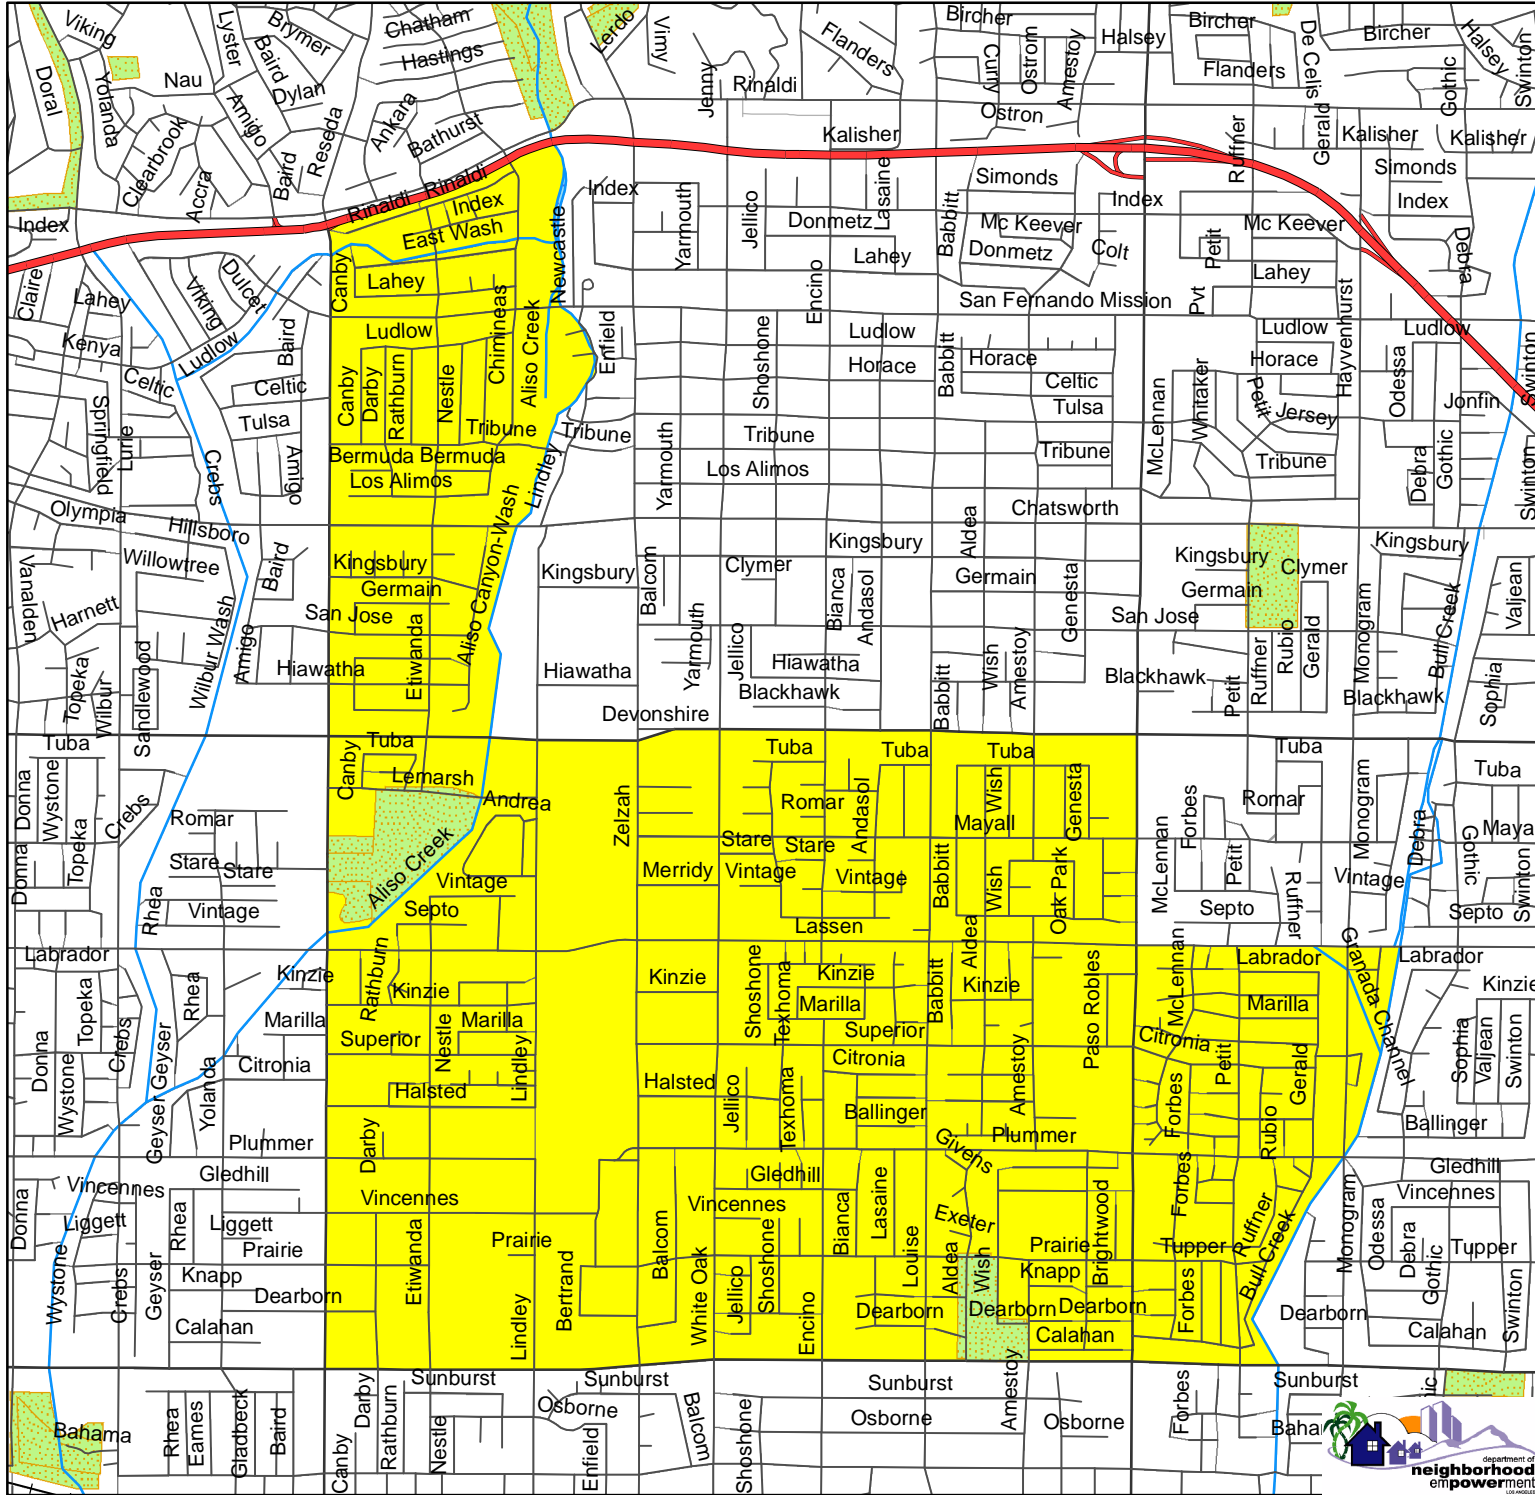 Viking
Lyster
Brymer
Chatham
Lerdo
Vimy
Bircher
Bircher
Bircher
Halsey
Doral
Yolanda
Nau
Baird
Hastings
Jenny
Rinaldi
Flanders
Curry
Ostrom
Amestoy
Halsey
Flanders
De Celis
Gothic
Swinton
Dylan
Amigo
Ankara
Bathurst
Ostron
Clearbrook
Accra
Baird
Reseda
Kalisher
Lasaine
Simonds
Ruffner
Gerald
Kalisher
Kalisher
Simonds
Index
Rinaldi
Rinaldi
Index
East Wash
Newcastle
Index
Yarmouth
Jellico
Donmetz
Lahey
Babbitt
Mc Keever
Donmetz
Index
Colt
Petit
Mc Keever
Index
Debra
Claire
Lahey
Viking
Dulcet
Canby
Lahey
Chimineas
Aliso Creek
Encino
San Fernando Mission
Pvt
Lahey
Hayvenhurst
Kenya
Ludlow
Baird
Ludlow
Enfield
Shoshone
Ludlow
Horace
Babbitt
Horace
Ludlow
Horace
Ludlow
Swinton
Celtic
Celtic
Canby
Darby
Rathburn
Nestle
Celtic
McLennan
Whitaker
Petit
Jersey
Odessa
Jonfin
Springfield
Lurie
Tulsa
Tribune
Tribune
Yarmouth
Tribune
Tulsa
Tribune
Tribune
Debra
Gothic
Swinton
Crebs
Amigo
Bermuda
Bermuda
Los Alimos
Lindley
Los Alimos
Olympia
Hillsboro
Chatsworth
Willowtree
Baird
Kingsbury
Germain
Aliso Canyon-Wash
Kingsbury
Balcom
Clymer
Kingsbury
Aldea
Germain
Genesta
Kingsbury
Clymer
Germain
Kingsbury
Valjean
Vanalden
Harnett
Wilbur Wash
Amigo
San Jose
Etiwanda
Yarmouth
Jellico
Bianca
Andasol
San Jose
Rubio
Gerald
Monogram
Bull Creek
Topeka
Wilbur
Sandlewood
Hiawatha
Hiawatha
Hiawatha
Blackhawk
Babbitt
Wish
Amestoy
Blackhawk
Petit
Ruffner
Blackhawk
Sophia
Devonshire
Tuba
Tuba
Tuba
Tuba
Tuba
Tuba
Tuba
Donna
Wystone
Crebs
Canby
Lemarsh
Andrea
Zelzah
Romar
Andasol
Wish
Mayall
Genesta
Forbes
Romar
Monogram
Debra
Maya
Romar
Topeka
Donna
Stare
Stare
Aliso Creek
Vintage
Stare
Stare
Merridy
Vintage
Vintage
Babbitt
Wish
Oak Park
McLennan
Petit
Ruffner
Vintage
Gothic
Swinton
Rhea
Vintage
Septo
Lassen
Septo
Septo
Labrador
Kinzie
Rathburn
Kinzie
Kinzie
Shoshone
Texhoma
Kinzie
Marilla
Aldea
Babbitt
Kinzie
Paso Robles
McLennan
Labrador
Marilla
Granada Channel
Labrador
Kinzie
Topeka
Rhea
Marilla
Superior
Nestle
Marilla
Superior
Citronia
Petit
Gerald
Sophia
Valjean
Swinton
Donna
Wystone
Crebs
Geyser
Yolanda
Citronia
Halsted
Lindley
Halsted
Jellico
Texhoma
Citronia
Ballinger
Amestoy
Forbes
Rubio
Ballinger
Geyser
Plummer
Darby
Givens
Plummer
Gledhill
Gledhill
Gledhill
Donna
Vincennes
Liggett
Rhea
Liggett
Vincennes
Vincennes
Bianca
Lasaine
Exeter
Brightwood
Forbes
Ruffner
Monogram
Odessa
Vincennes
Prairie
Etiwanda
Prairie
Balcom
White Oak
Shoshone
Louise
Aldea
Wish
Prairie
Tupper
Debra
Tupper
Wystone
Crebs
Geyser
Knapp
Dearborn
Calahan
Lindley
Bertrand
Jellico
Encino
Dearborn
Knapp
Dearborn
Dearborn
Calahan
Forbes
Bull Creek
Dearborn
Gothic
Calahan
Swinton
Bahama
Rhea
Eames
Gladbeck
Baird
Canby
Darby
Rathburn
Sunburst
Nestle
Osborne
Sunburst
Enfield
Balcom
Shoshone
Sunburst
Osborne
Amestoy
Osborne
Forbes
Sunburst
Baha
ic
department of
neighborhood
empowerment
LOS ANGELES